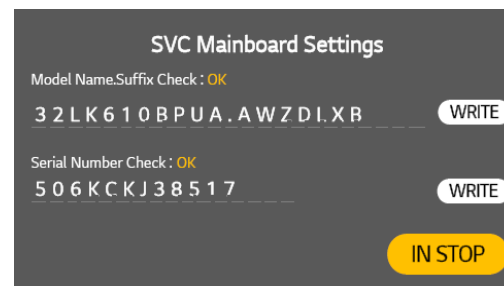 SVC Mainboard Settings
Model Name.Suffix Check : OK
32LK610BPUA.AWZDLXB
WRITE
Serial Number Check : OK
506KCKJ38517
WRITE
IN STOP